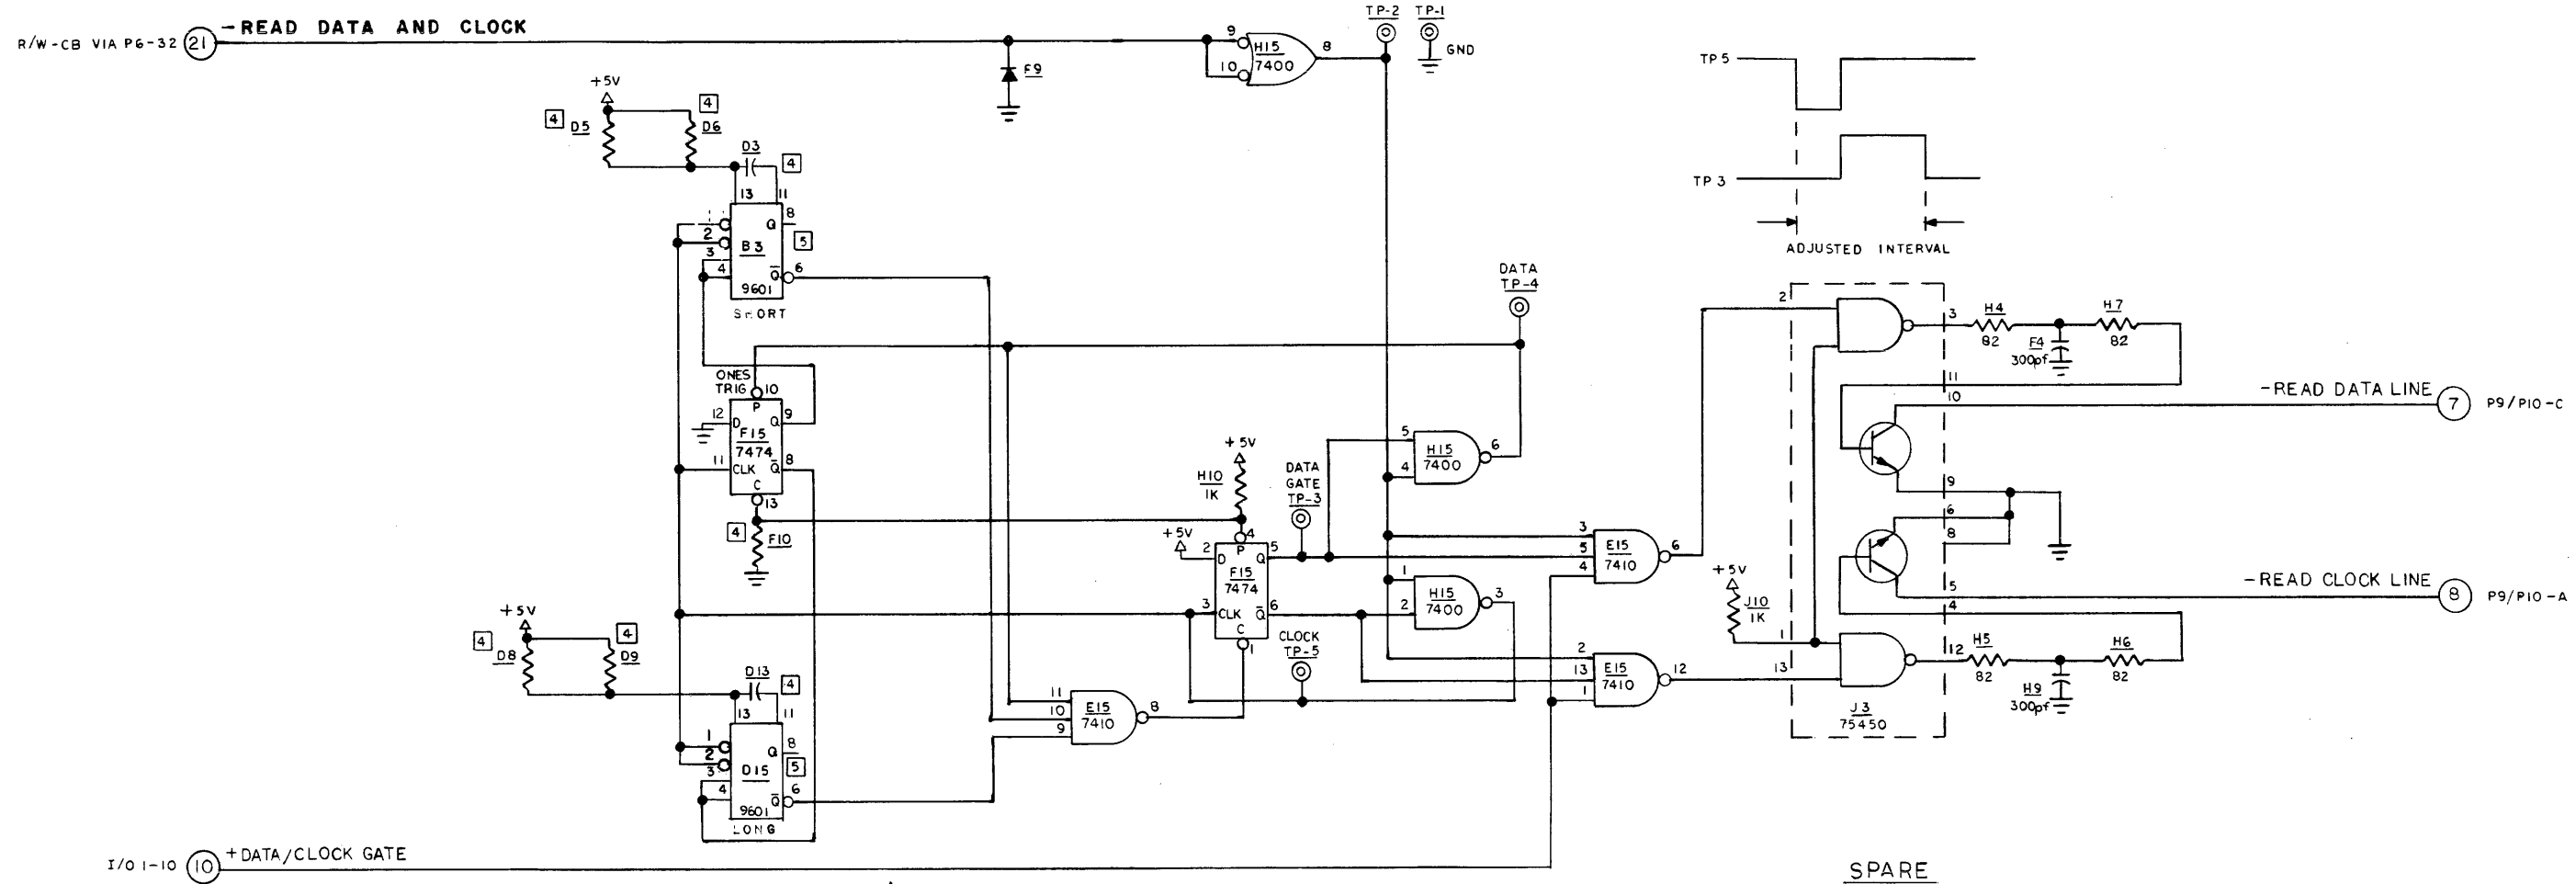 R/W-CB VIA P6-32 21 -READ DATA AND CLOCK
TP-2 TP-1
GND
9
10
H15
7400
8
F9
+5V
4 D5
4
D6
D3
4
13 11
1
2
3
4
B3
9601
Q 8
5
Q 6
SHORT
ONES
TRIG 10
P
12 D Q 9
F15
7474
11 CLK Q 8
C
13
4
F10
+5V
4 D8
4
D9
D13
4
13 11
1
2
3
4
D15
9601
Q 8
5
Q 6
LONG
11
10
9
E15
7410
8
+5V
H10
1K
+5V
4
P
2 D Q 5
F15
7474
3 CLK Q 6
C
1
DATA
GATE
TP-3
CLOCK
TP-5
DATA
TP-4
5
4
H15
7400
6
1
2
H15
7400
3
3
5
4
E15
7410
6
2
13
1
E15
7410
12
TP 5
TP 3
ADJUSTED INTERVAL
2
3
H4
82
F4
300pf
H7
82
11
10
-READ DATA LINE 7 P9/P10-C
9
6
8
5
-READ CLOCK LINE 8 P9/P10-A
4
+5V
J10
1K
1
13
12
H5
82
H9
300pf
H6
82
J3
75450
I/O 1-10 10 +DATA/CLOCK GATE
SPARE